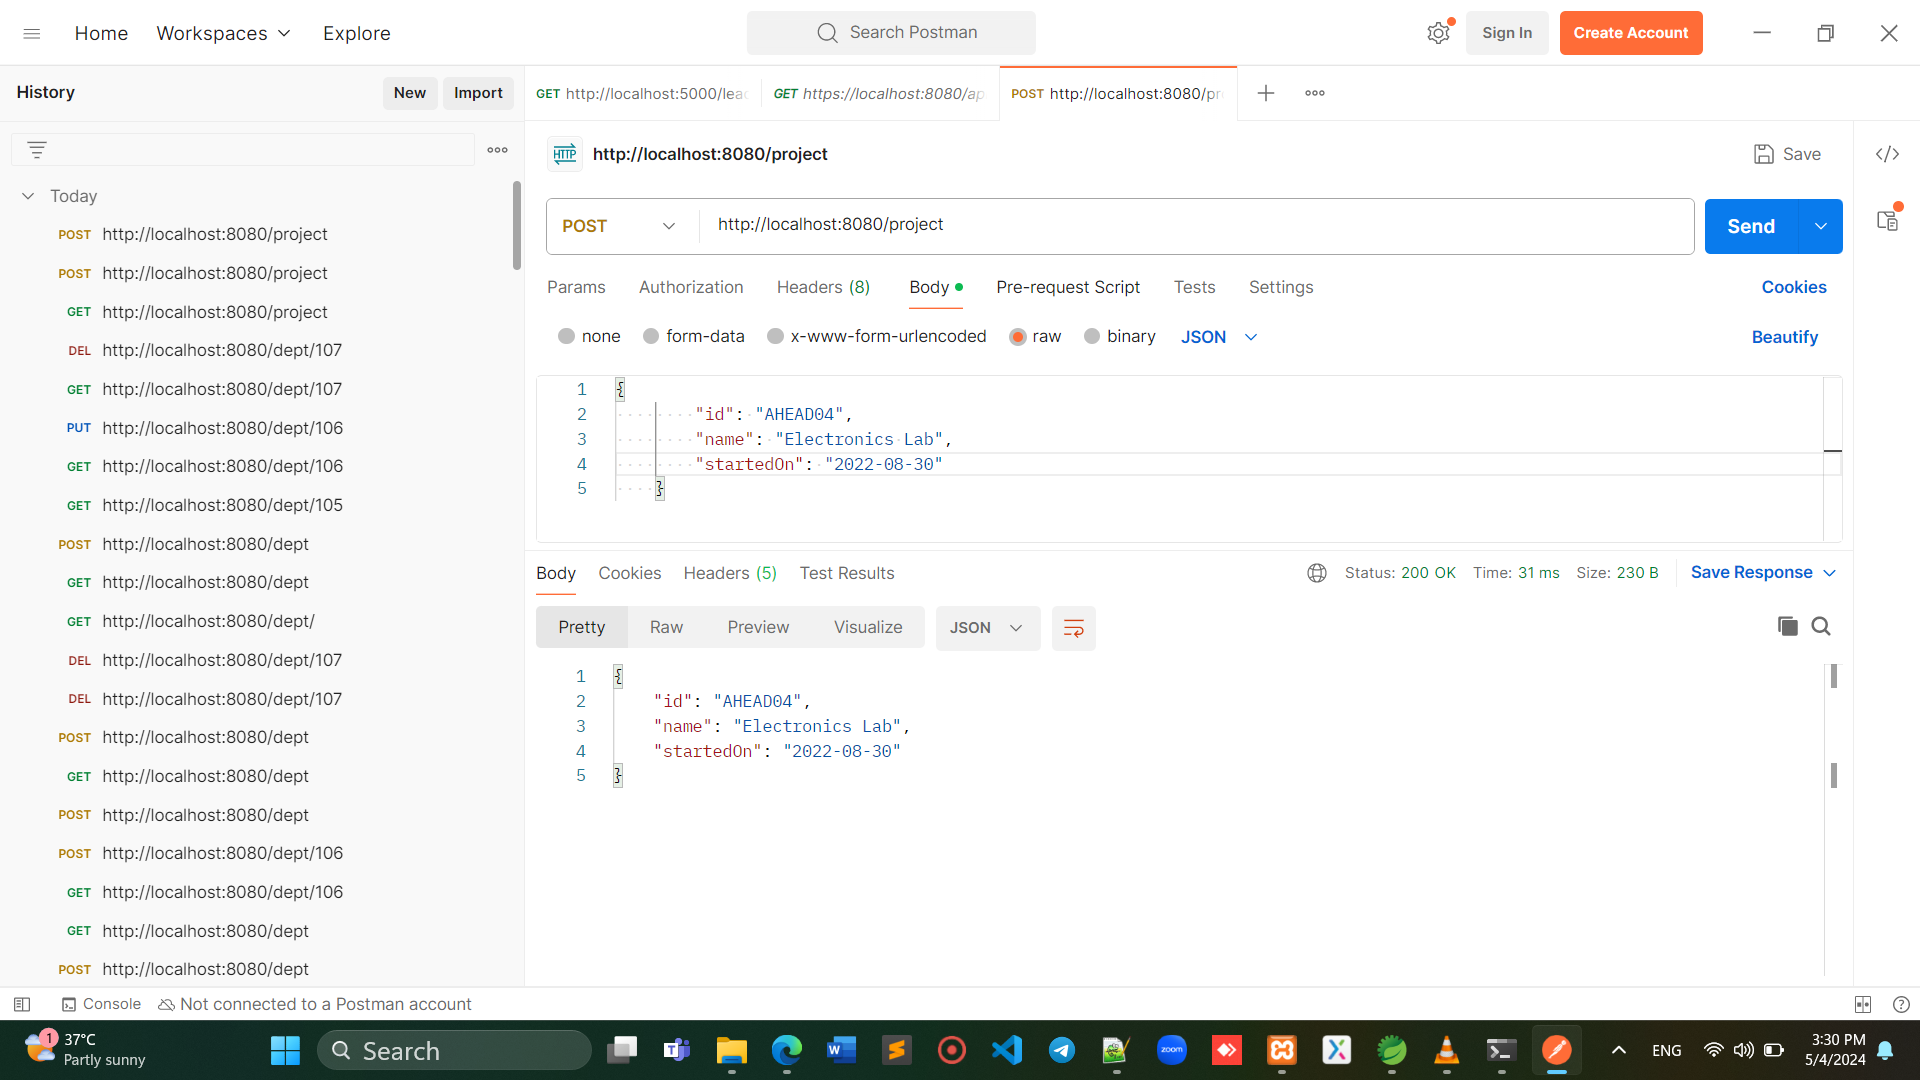 Home Workspaces Explore Search Postman Sign In Create Account
History New Import
GET http://localhost:5000/lea GET https://localhost:8080/ap POST http://localhost:8080/pr
HTTP http://localhost:8080/project Save
Today
POST http://localhost:8080/project
POST http://localhost:8080/project
GET http://localhost:8080/project
DEL http://localhost:8080/dept/107
GET http://localhost:8080/dept/107
PUT http://localhost:8080/dept/106
GET http://localhost:8080/dept/106
GET http://localhost:8080/dept/105
POST http://localhost:8080/dept
GET http://localhost:8080/dept
GET http://localhost:8080/dept/
DEL http://localhost:8080/dept/107
DEL http://localhost:8080/dept/107
POST http://localhost:8080/dept
GET http://localhost:8080/dept
POST http://localhost:8080/dept
POST http://localhost:8080/dept/106
GET http://localhost:8080/dept/106
GET http://localhost:8080/dept
POST http://localhost:8080/dept
POST http://localhost:8080/project Send
Params Authorization Headers (8) Body Pre-request Script Tests Settings Cookies
none form-data x-www-form-urlencoded raw binary JSON Beautify
1 {
2 "id": "AHEAD04",
3 "name": "Electronics Lab",
4 "startedOn": "2022-08-30"
5 }
Body Cookies Headers (5) Test Results Status: 200 OK Time: 31 ms Size: 230 B Save Response
Pretty Raw Preview Visualize JSON
1 {
2 "id": "AHEAD04",
3 "name": "Electronics Lab",
4 "startedOn": "2022-08-30"
5 }
Console Not connected to a Postman account
1 37°C
Partly sunny
Search
zoom
ENG
3:30 PM
5/4/2024